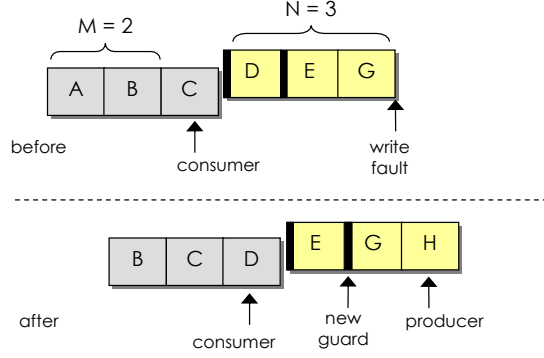 M = 2
N = 3
A B C D E G
before
consumer
write
fault
B C D E G H
after
consumer
new
guard
producer